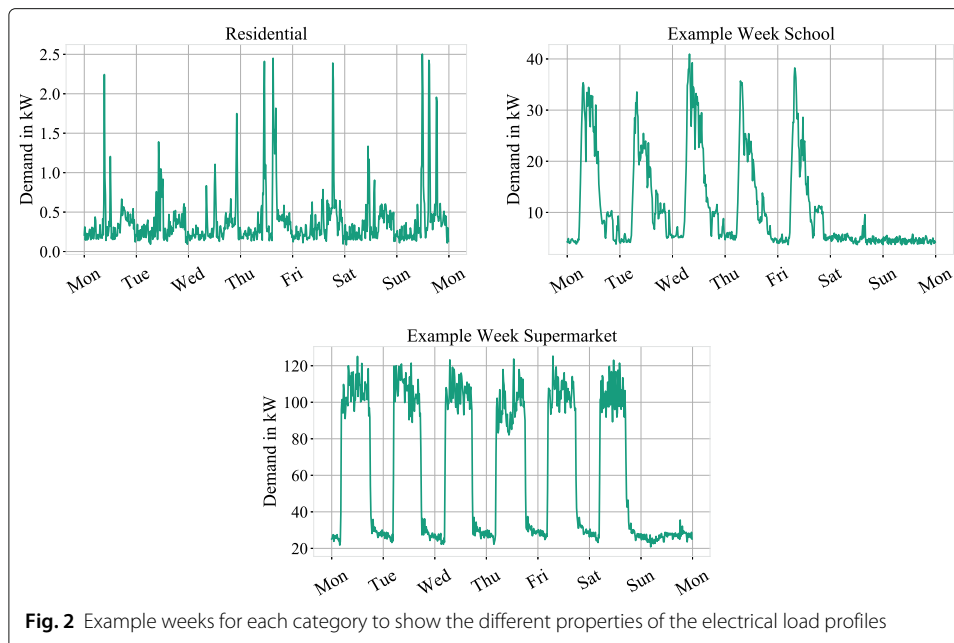 Residential
Demand in kW
2.5
2.0
1.5
1.0
0.5
0.0
Mon Tue Wed Thu Fri Sat Sun Mon
Example Week School
Demand in kW
40
30
20
10
Mon Tue Wed Thu Fri Sat Sun Mon
Example Week Supermarket
Demand in kW
120
100
80
60
40
20
Mon Tue Wed Thu Fri Sat Sun Mon
Fig. 2 Example weeks for each category to show the different properties of the electrical load profiles